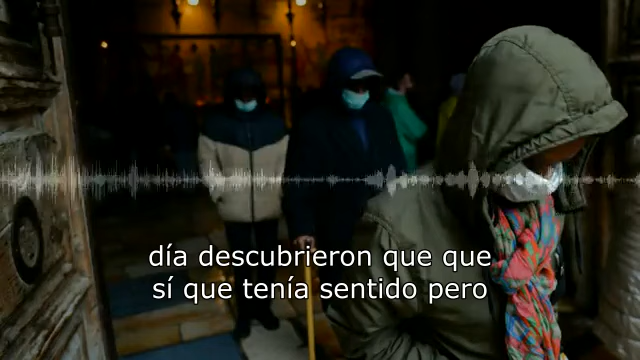 día descubrieron que que
sí que tenía sentido pero